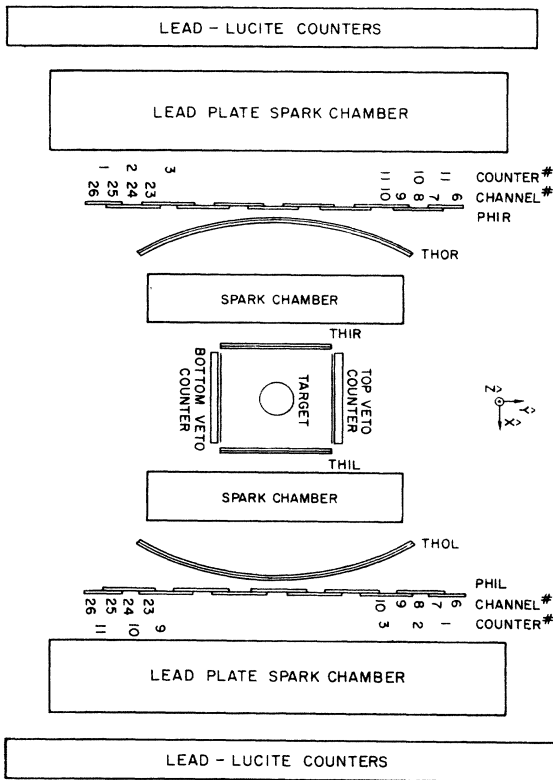 LEAD – LUCITE COUNTERS
LEAD PLATE SPARK CHAMBER
1 2 3 11 10 11 COUNTER#
26 25 24 23 10 9 8 7 6 CHANNEL#
PHIR
THOR
SPARK CHAMBER
THIR
BOTTOM VETO COUNTER
TARGET
TOP VETO COUNTER
Ẑ Ŷ
X̂
THIL
SPARK CHAMBER
THOL
PHIL
26 25 24 23 10 9 8 7 6 CHANNEL#
11 10 9 3 2 1 COUNTER#
LEAD PLATE SPARK CHAMBER
LEAD – LUCITE COUNTERS